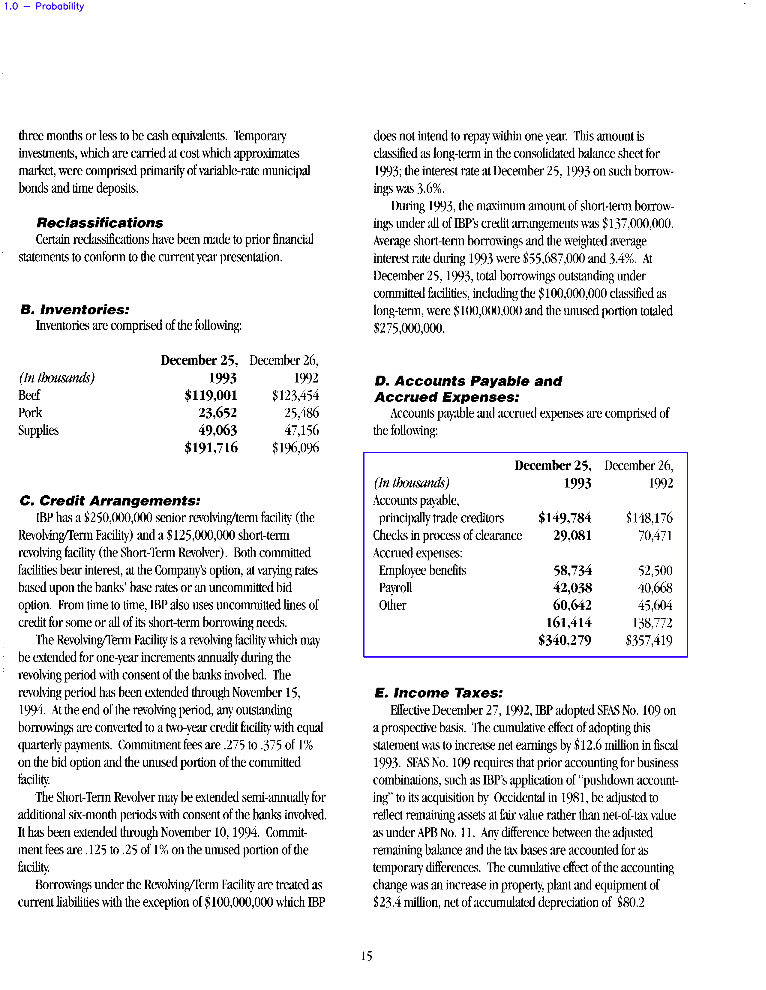 1.0 — Probability
three months or less to be cash equivalents. Temporary
investments, which are carried at cost which approximates
market, were comprised primarily of variable-rate municipal
bonds and time deposits.
Reclassifications
Certain reclassifications have been made to prior financial
statements to conform to the current year presentation.
B. Inventories:
Inventories are comprised of the following:
December 25, December 26,
(In thousands) 1993 1992
Beef $119,001 $123,454
Pork 23,652 25,486
Supplies 49,063 47,156
$191,716 $196,096
C. Credit Arrangements:
IBP has a $250,000,000 senior revolving/term facility (the
Revolving/Term Facility) and a $125,000,000 short-term
revolving facility (the Short-Term Revolver). Both committed
facilities bear interest, at the Company's option, at varying rates
based upon the banks' base rates or an uncommitted bid
option. From time to time, IBP also uses uncommitted lines of
credit for some or all of its short-term borrowing needs.
The Revolving/Term Facility is a revolving facility which may
be extended for one-year increments annually during the
revolving period with consent of the banks involved. The
revolving period has been extended through November 15,
1994. At the end of the revolving period, any outstanding
borrowings are converted to a two-year credit facility with equal
quarterly payments. Commitment fees are .275 to .375 of 1%
on the bid option and the unused portion of the committed
facility.
The Short-Term Revolver may be extended semi-annually for
additional six-month periods with consent of the banks involved.
It has been extended through November 10, 1994. Commit-
ment fees are .125 to .25 of 1% on the unused portion of the
facility.
Borrowings under the Revolving/Term Facility are treated as
current liabilities with the exception of $100,000,000 which IBP
does not intend to repay within one year. This amount is
classified as long-term in the consolidated balance sheet for
1993; the interest rate at December 25, 1993 on such borrow-
ings was 3.6%.
During 1993, the maximum amount of short-term borrow-
ings under all of IBP's credit arrangements was $137,000,000.
Average short-term borrowings and the weighted average
interest rate during 1993 were $55,687,000 and 3.4%. At
December 25, 1993, total borrowings outstanding under
committed facilities, including the $100,000,000 classified as
long-term, were $100,000,000 and the unused portion totaled
$275,000,000.
D. Accounts Payable and
Accrued Expenses:
Accounts payable and accrued expenses are comprised of
the following:
December 25, December 26,
(In thousands) 1993 1992
Accounts payable,
principally trade creditors $149,784 $148,176
Checks in process of clearance 29,081 70,471
Accrued expenses:
Employee benefits 58,734 52,500
Payroll 42,038 40,668
Other 60,642 45,604
161,414 138,772
$340,279 $357,419
E. Income Taxes:
Effective December 27, 1992, IBP adopted SFAS No. 109 on
a prospective basis. The cumulative effect of adopting this
statement was to increase net earnings by $12.6 million in fiscal
1993. SFAS No. 109 requires that prior accounting for business
combinations, such as IBP's application of "pushdown account-
ing" to its acquisition by Occidental in 1981, be adjusted to
reflect remaining assets at fair value rather than net-of-tax value
as under APB No. 11. Any difference between the adjusted
remaining balance and the tax bases are accounted for as
temporary differences. The cumulative effect of the accounting
change was an increase in property, plant and equipment of
$23.4 million, net of accumulated depreciation of $80.2
15